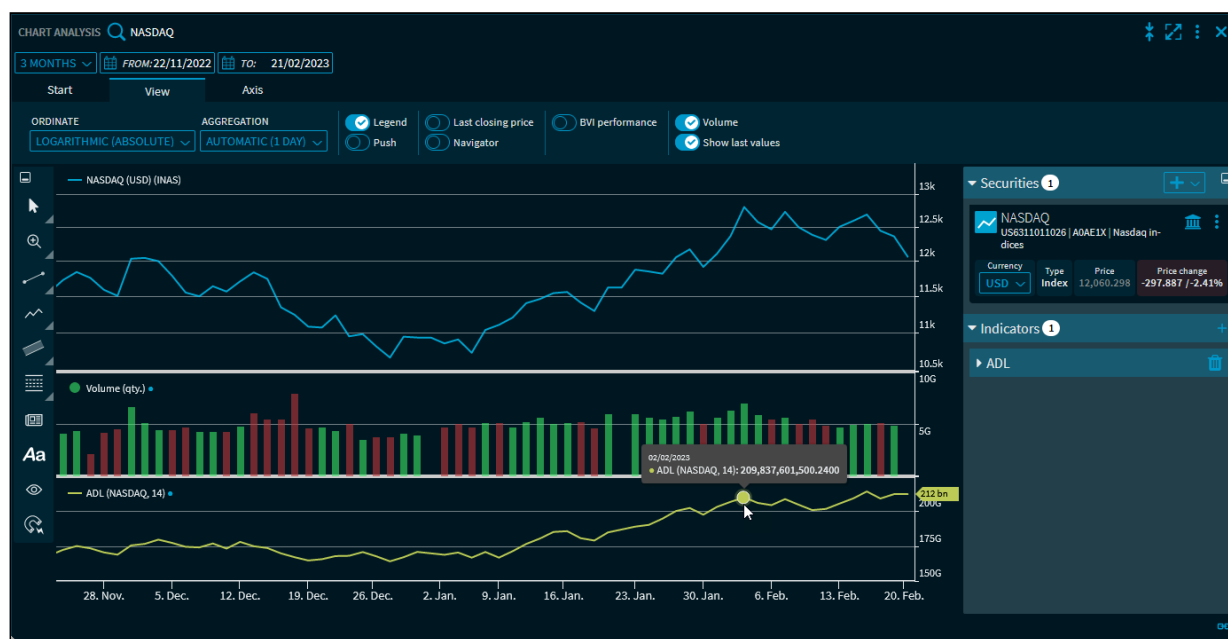 CHART ANALYSIS NASDAQ
3 MONTHS FROM: 22/11/2022 TO: 21/02/2023
Start View Axis
ORDINATE AGGREGATION
LOGARITHMIC (ABSOLUTE) AUTOMATIC (1 DAY)
Legend Last closing price BVI performance Volume
Push Navigator Show last values
NASDAQ (USD) (INAS)
13k
12.5k
12k
11.5k
11k
10.5k
Volume (qty.)
10G
5G
02/02/2023
ADL (NASDAQ, 14): 209,837,601,500.2400
ADL (NASDAQ, 14)
212 bn
200G
175G
150G
28. Nov. 5. Dec. 12. Dec. 19. Dec. 26. Dec. 2. Jan. 9. Jan. 16. Jan. 23. Jan. 30. Jan. 6. Feb. 13. Feb. 20. Feb.
Aa
Securities 1
NASDAQ
US6311011026 | A0AE1X | Nasdaq in-
dices
Currency Type Price Price change
USD Index 12,060.298 -297.887 /-2.41%
Indicators 1
ADL